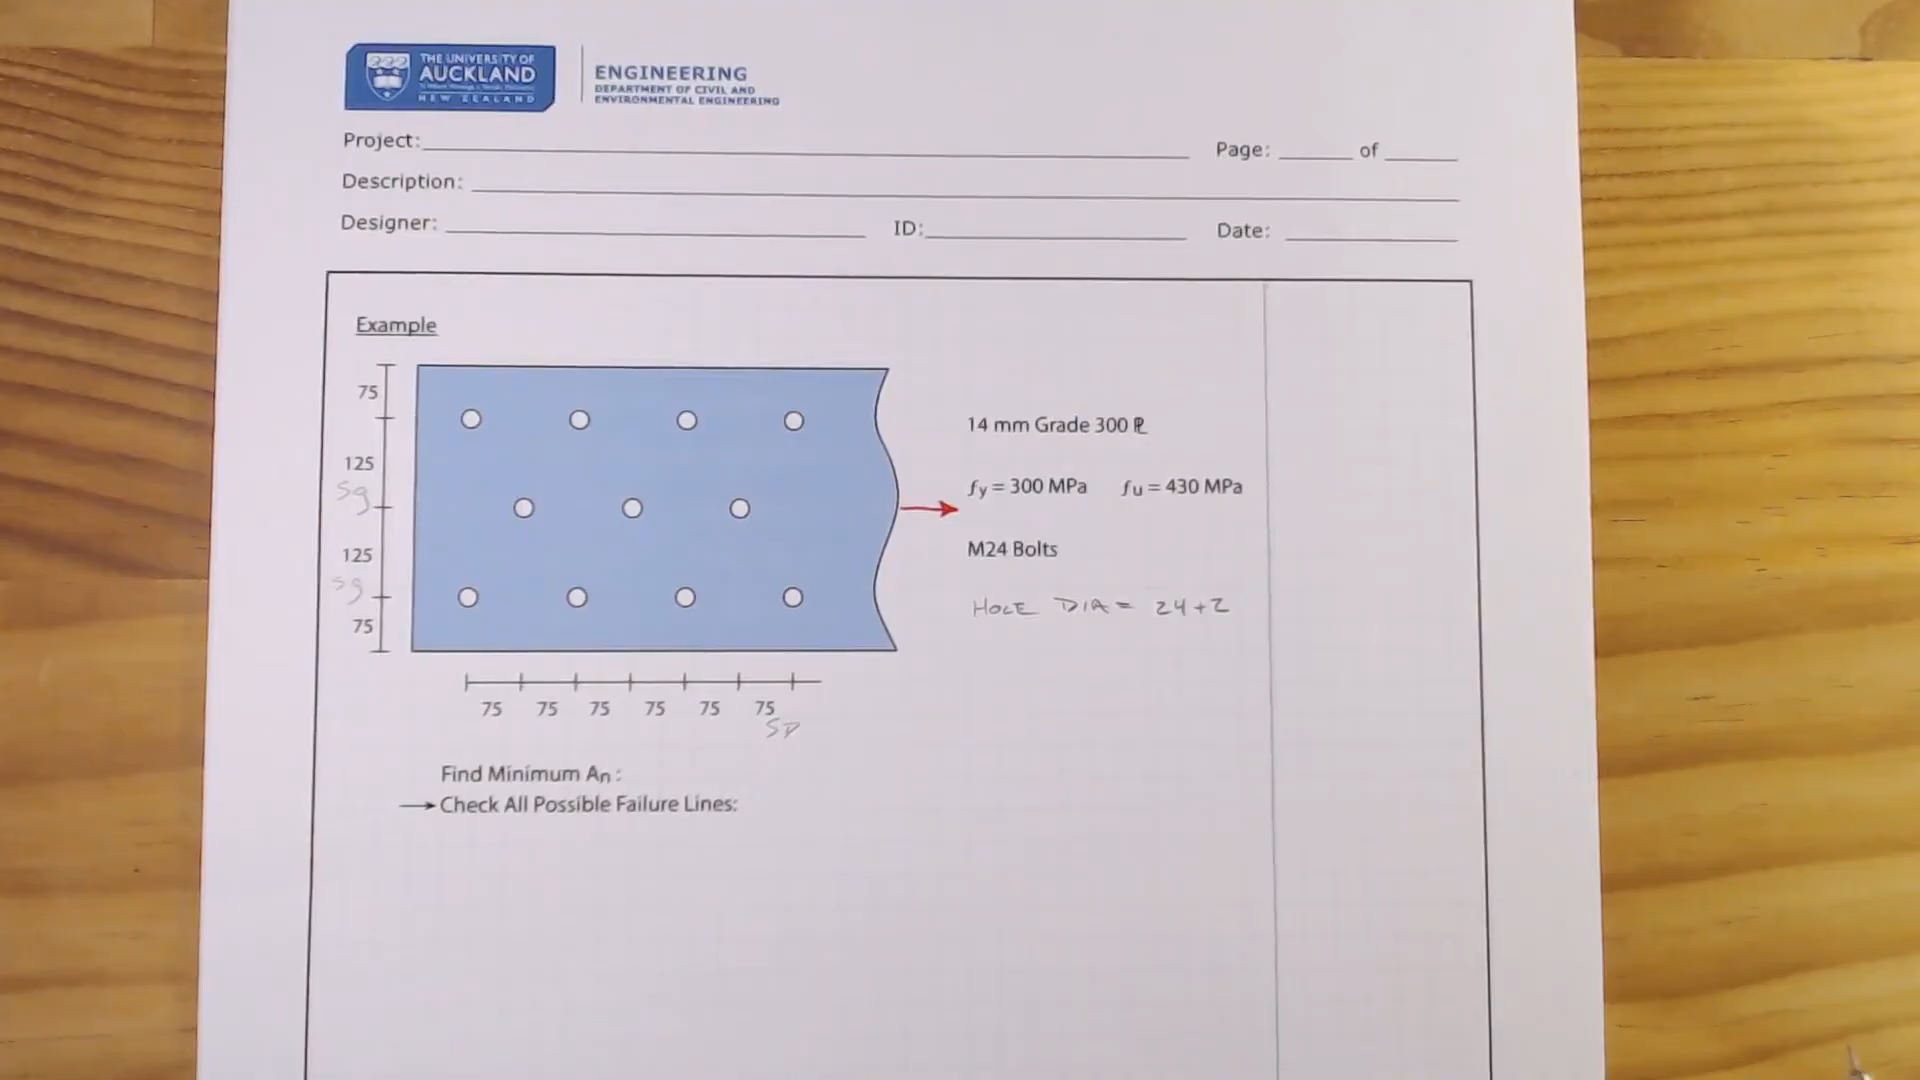 THE UNIVERSITY OF
AUCKLAND
NEW ZEALAND
ENGINEERING
DEPARTMENT OF CIVIL AND
ENVIRONMENTAL ENGINEERING
Project:
Page: of
Description:
Designer: ID: Date:
Example
75
125
Sg
125
Sg
75
14 mm Grade 300 PL
fy = 300 MPa fu = 430 MPa
M24 Bolts
HOLE DIA = 24+2
75 75 75 75 75 75
SP
Find Minimum An :
→ Check All Possible Failure Lines: